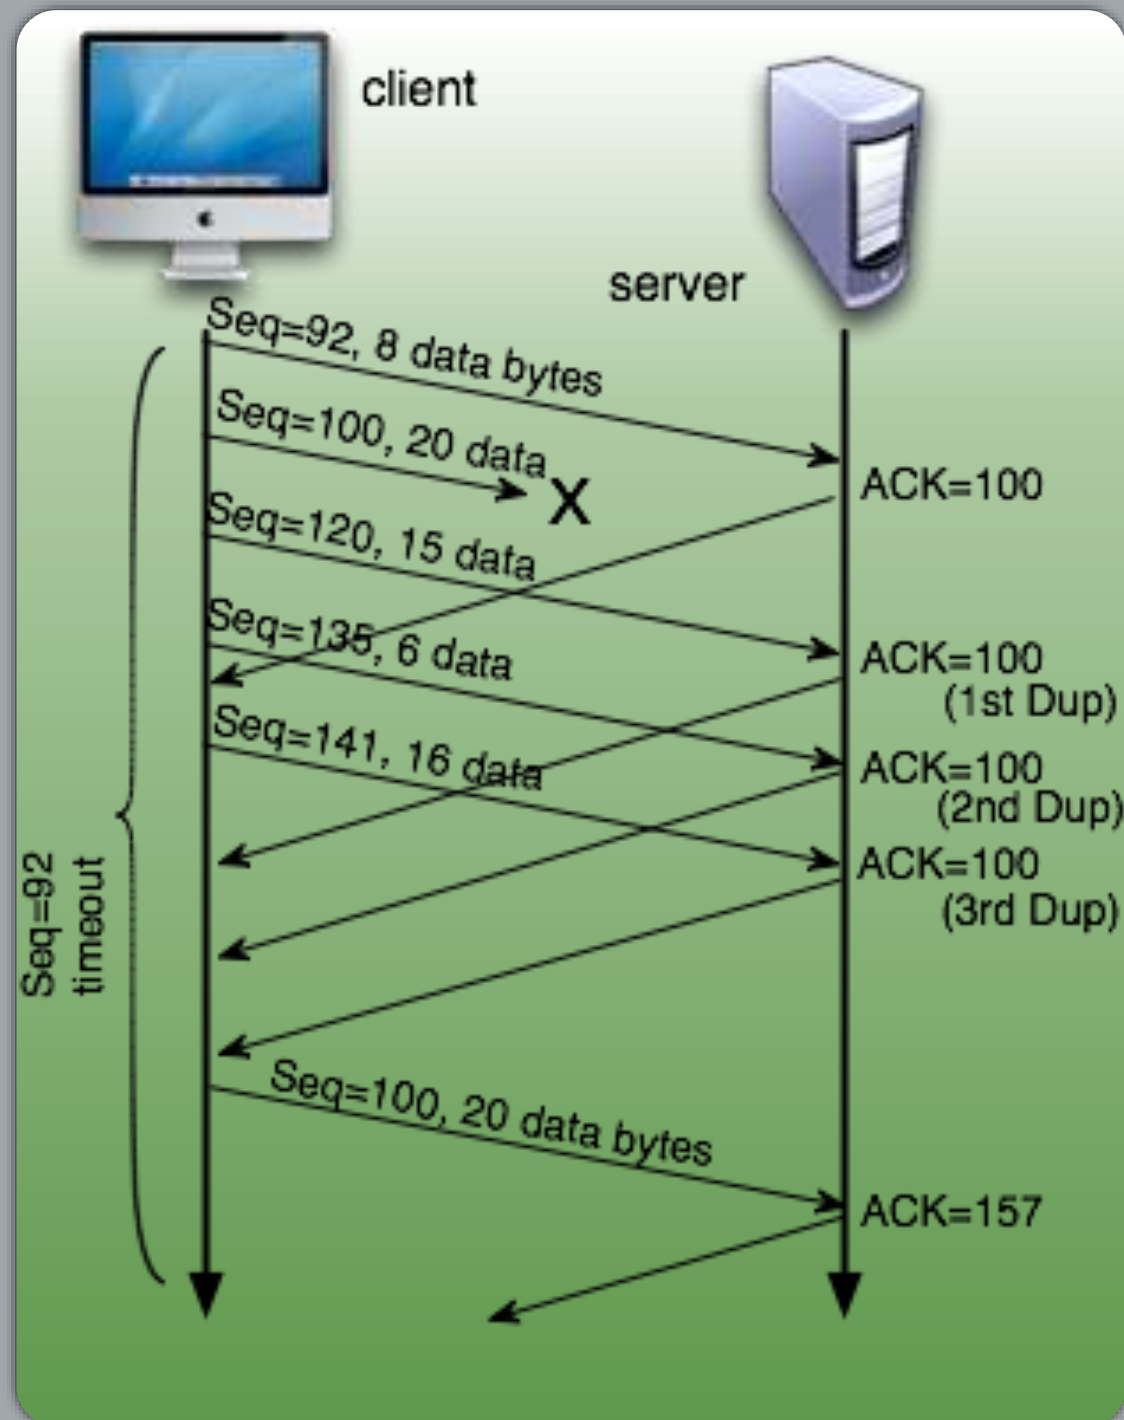 client
server
Seq=92, 8 data bytes
Seq=100, 20 data
X
ACK=100
Seq=120, 15 data
Seq=135, 6 data
ACK=100
(1st Dup)
Seq=141, 16 data
ACK=100
(2nd Dup)
ACK=100
(3rd Dup)
Seq=92
timeout
Seq=100, 20 data bytes
ACK=157